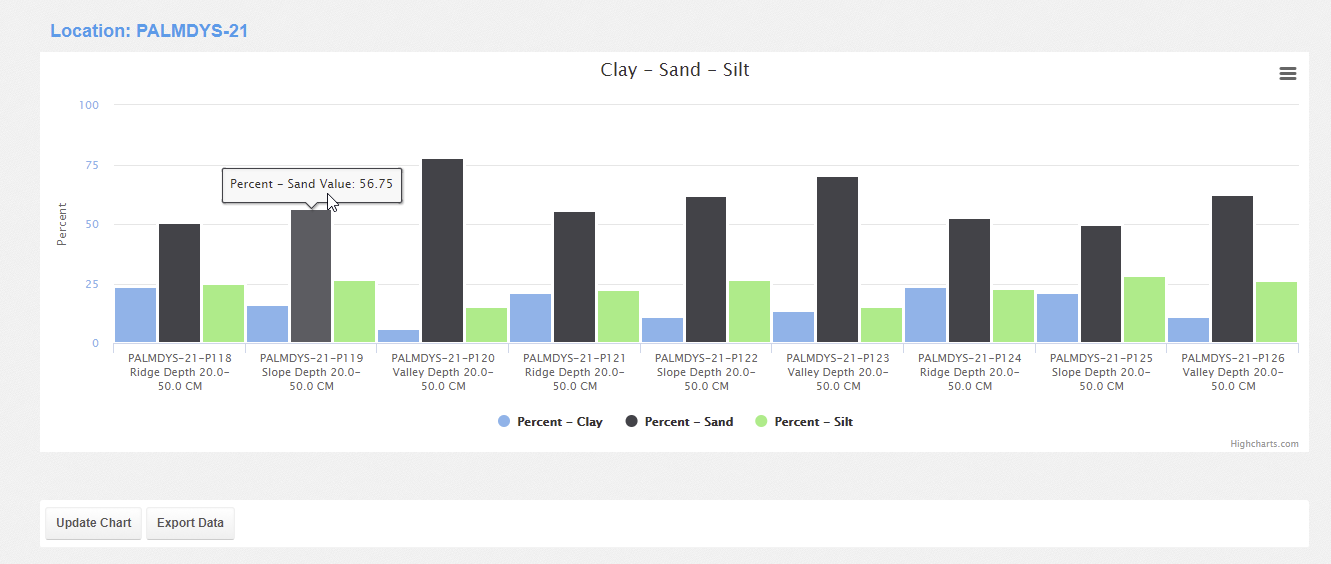 Location: PALMDYS-21
Clay - Sand - Silt
100
75
50
25
0
Percent
Percent - Sand Value: 56.75
PALMDYS-21-P118
Ridge Depth 20.0-
50.0 CM
PALMDYS-21-P119
Slope Depth 20.0-
50.0 CM
PALMDYS-21-P120
Valley Depth 20.0-
50.0 CM
PALMDYS-21-P121
Ridge Depth 20.0-
50.0 CM
PALMDYS-21-P122
Slope Depth 20.0-
50.0 CM
PALMDYS-21-P123
Valley Depth 20.0-
50.0 CM
PALMDYS-21-P124
Ridge Depth 20.0-
50.0 CM
PALMDYS-21-P125
Slope Depth 20.0-
50.0 CM
PALMDYS-21-P126
Valley Depth 20.0-
50.0 CM
Percent - Clay
Percent - Sand
Percent - Silt
Highcharts.com
Update Chart
Export Data